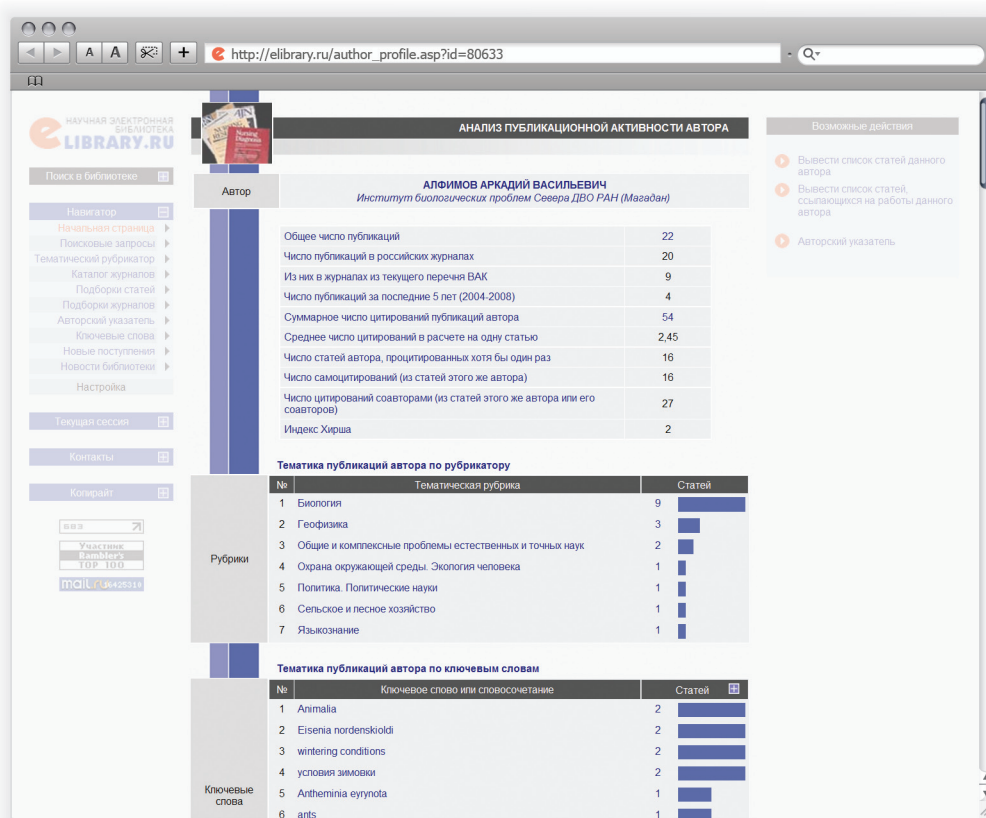 A A +
http://elibrary.ru/author_profile.asp?id=80633
Q
НАУЧНАЯ ЭЛЕКТРОННАЯ
БИБЛИОТЕКА
eLIBRARY.RU
Поиск в библиотеке
Навигатор
Начальная страница
Поисковые запросы
Тематический рубрикатор
Каталог журналов
Подборки статей
Подборки журналов
Авторский указатель
Ключевые слова
Новые поступления
Новости библиотеки
Настройка
Текущая сессия
Контакты
Копирайт
Участник
Rambler's
TOP 100
AJN
Nursing
Diagnosis
АНАЛИЗ ПУБЛИКАЦИОННОЙ АКТИВНОСТИ АВТОРА
Автор
АЛФИМОВ АРКАДИЙ ВАСИЛЬЕВИЧ
Институт биологических проблем Севера ДВО РАН (Магадан)
Общее число публикаций 22
Число публикаций в российских журналах 20
Из них в журналах из текущего перечня ВАК 9
Число публикаций за последние 5 лет (2004-2008) 4
Суммарное число цитирований публикаций автора 54
Среднее число цитирований в расчете на одну статью 2,45
Число статей автора, процитированных хотя бы один раз 16
Число самоцитирований (из статей этого же автора) 16
Число цитирований соавторами (из статей этого же автора или его
соавторов) 27
Индекс Хирша 2
Тематика публикаций автора по рубрикатору
Рубрики
№ Тематическая рубрика Статей
1 Биология 9
2 Геофизика 3
3 Общие и комплексные проблемы естественных и точных наук 2
4 Охрана окружающей среды. Экология человека 1
5 Политика. Политические науки 1
6 Сельское и лесное хозяйство 1
7 Языкознание 1
Тематика публикаций автора по ключевым словам
Ключевые
слова
№ Ключевое слово или словосочетание Статей
1 Animalia 2
2 Eisenia nordenskioldi 2
3 wintering conditions 2
4 условия зимовки 2
5 Antheminia eyrynota 1
6 ants 1
Возможные действия
Вывести список статей данного
автора
Вывести список статей,
ссылающихся на работы данного
автора
Авторский указатель